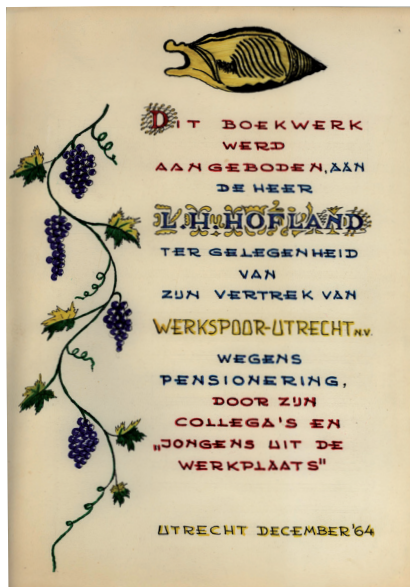 DIT BOEKWERK
WERD
AANGEBODEN, AAN
DE HEER
L.H. HOFLAND
TER GELEGENHEID
VAN
ZIJN VERTREK VAN
WERKSPOOR-UTRECHT N.V.
WEGENS
PENSIONERING,
DOOR ZIJN
COLLEGA'S EN
„JONGENS UIT DE
WERKPLAATS"
UTRECHT DECEMBER '64